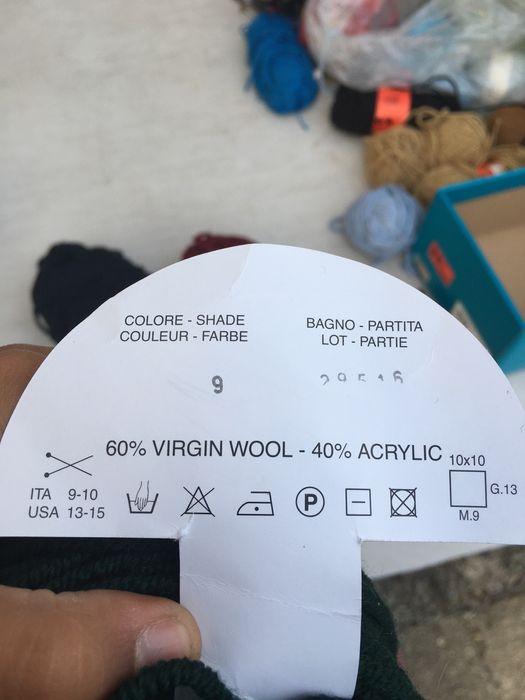 COLORE - SHADE
COULEUR - FARBE
BAGNO - PARTITA
LOT - PARTIE
9
60% VIRGIN WOOL - 40% ACRYLIC
ITA 9-10
USA 13-15
P
10x10
G.13
M.9